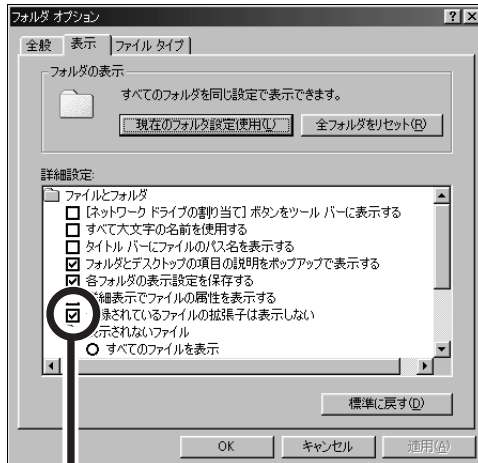 フォルダ オプション
全般 表示 ファイル タイプ
フォルダの表示
すべてのフォルダを同じ設定で表示できます。
現在のフォルダ設定使用(L) 全フォルダをリセット(R)
詳細設定:
ファイルとフォルダ
[ネットワーク ドライブの割り当て] ボタンをツール バーに表示する
すべて大文字の名前を使用する
タイトル バーにファイルのパス名を表示する
フォルダとデスクトップの項目の説明をポップアップで表示する
各フォルダの表示設定を保存する
細表示でファイルの属性を表示する
録されているファイルの拡張子は表示しない
示されないファイル
すべてのファイルを表示
標準に戻す(D)
OK キャンセル 適用(A)